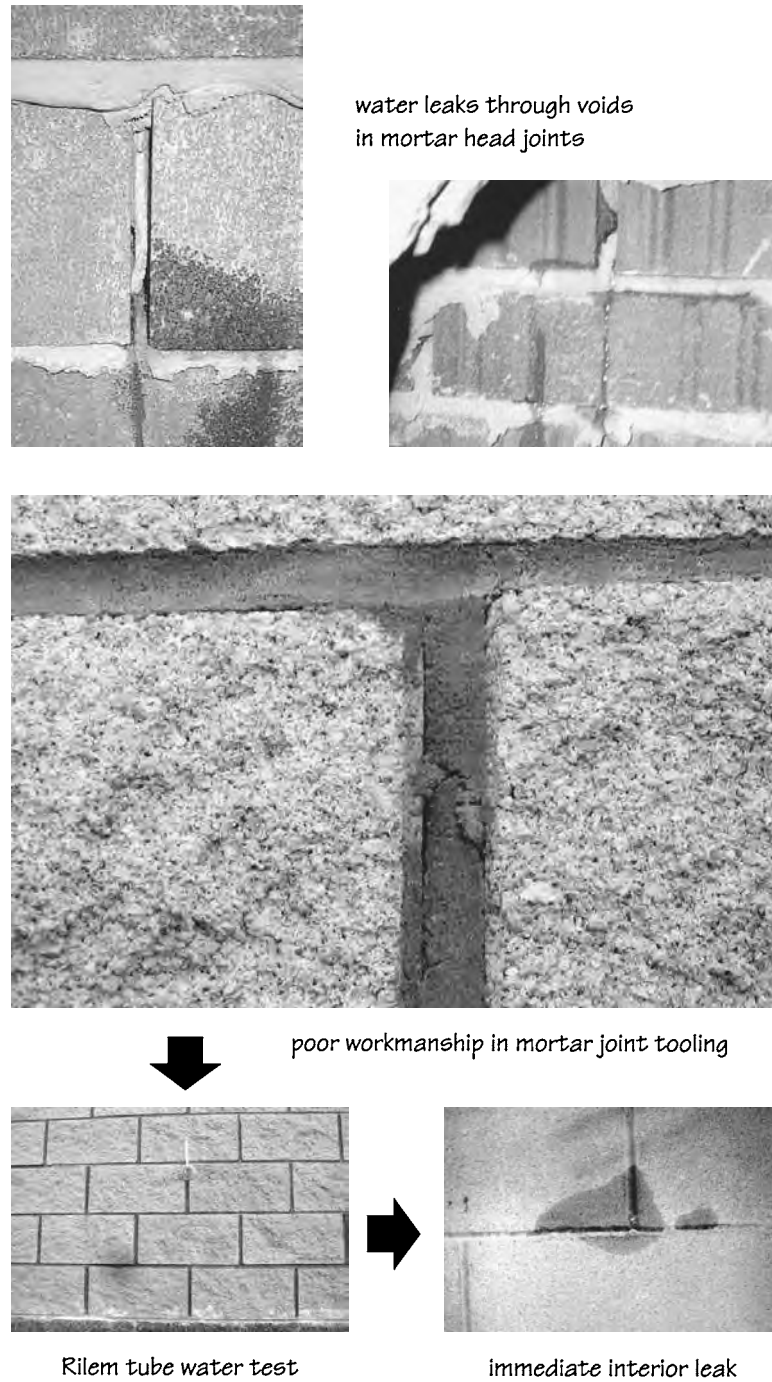 water leaks through voids
in mortar head joints
poor workmanship in mortar joint tooling
Rilem tube water test
immediate interior leak